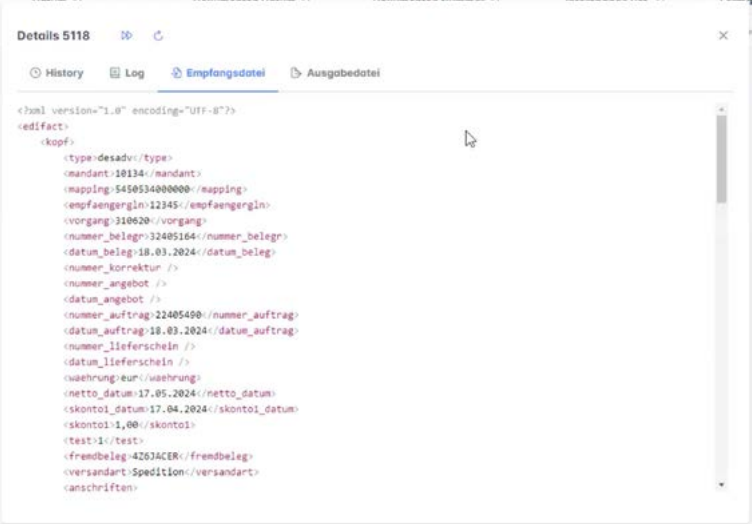 Details 5118
History Log Empfangsdatei Ausgabedatei
<?xml version="1.0" encoding="UTF-8"?>
<edifact>
<kopf>
<type>desadv</type>
<mandant>10134</mandant>
<mapping>5450534000000</mapping>
<empfaengergln>12345</empfaengergln>
<vorgang>310620</vorgang>
<nummer_belegr>32405164</nummer_belegr>
<datum_beleg>18.03.2024</datum_beleg>
<nummer_korrektur />
<nummer_angebot />
<datum_angebot />
<nummer_auftrag>22405490</nummer_auftrag>
<datum_auftrag>18.03.2024</datum_auftrag>
<nummer_lieferschein />
<datum_lieferschein />
<waehrung>eur</waehrung>
<netto_datum>17.05.2024</netto_datum>
<skonto1_datum>17.04.2024</skonto1_datum>
<skonto1>1,00</skonto1>
<test>1</test>
<fremdbeleg>4Z6JACER</fremdbeleg>
<versandart>Spedition</versandart>
<anschriften>